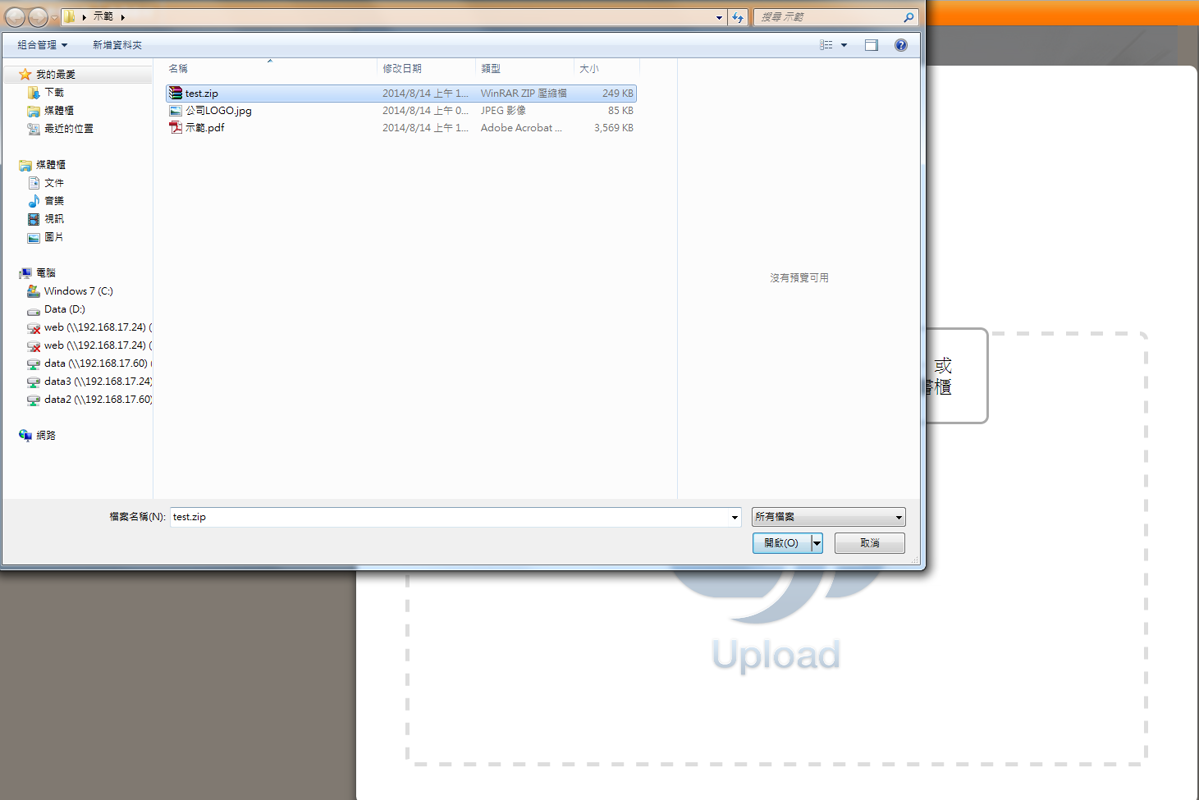 示範
搜尋 示範
組合管理 新增資料夾
名稱 修改日期 類型 大小
我的最愛
下載
媒體櫃
最近的位置
媒體櫃
文件
音樂
視訊
圖片
電腦
Windows 7 (C:)
Data (D:)
web (\\192.168.17.24) (
web (\\192.168.17.24) (
data (\\192.168.17.60) (
data3 (\\192.168.17.24)
data2 (\\192.168.17.60)
網路
test.zip 2014/8/14 上午 1... WinRAR ZIP 壓縮檔 249 KB
公司LOGO.jpg 2014/8/14 上午 0... JPEG 影像 85 KB
示範.pdf 2014/8/14 上午 1... Adobe Acrobat ... 3,569 KB
沒有預覽可用
或
書櫃
檔案名稱(N): test.zip 所有檔案
開啟(O) 取消
Upload